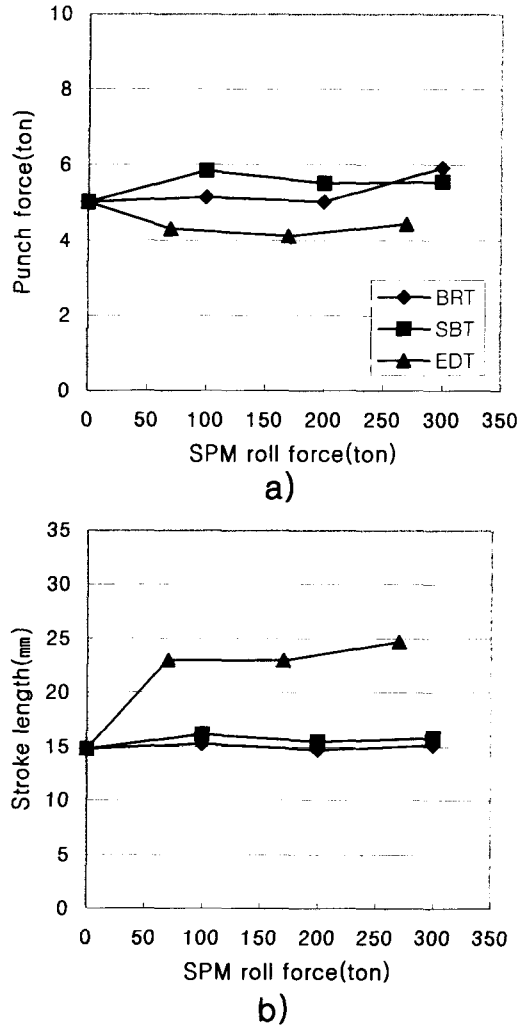 10
8
6
4
2
0
Punch force(ton)
BRT
SBT
EDT
0 50 100 150 200 250 300 350
SPM roll force(ton)
a)
35
30
25
20
15
10
5
0
Stroke length(㎜)
0 50 100 150 200 250 300 350
SPM roll force(ton)
b)